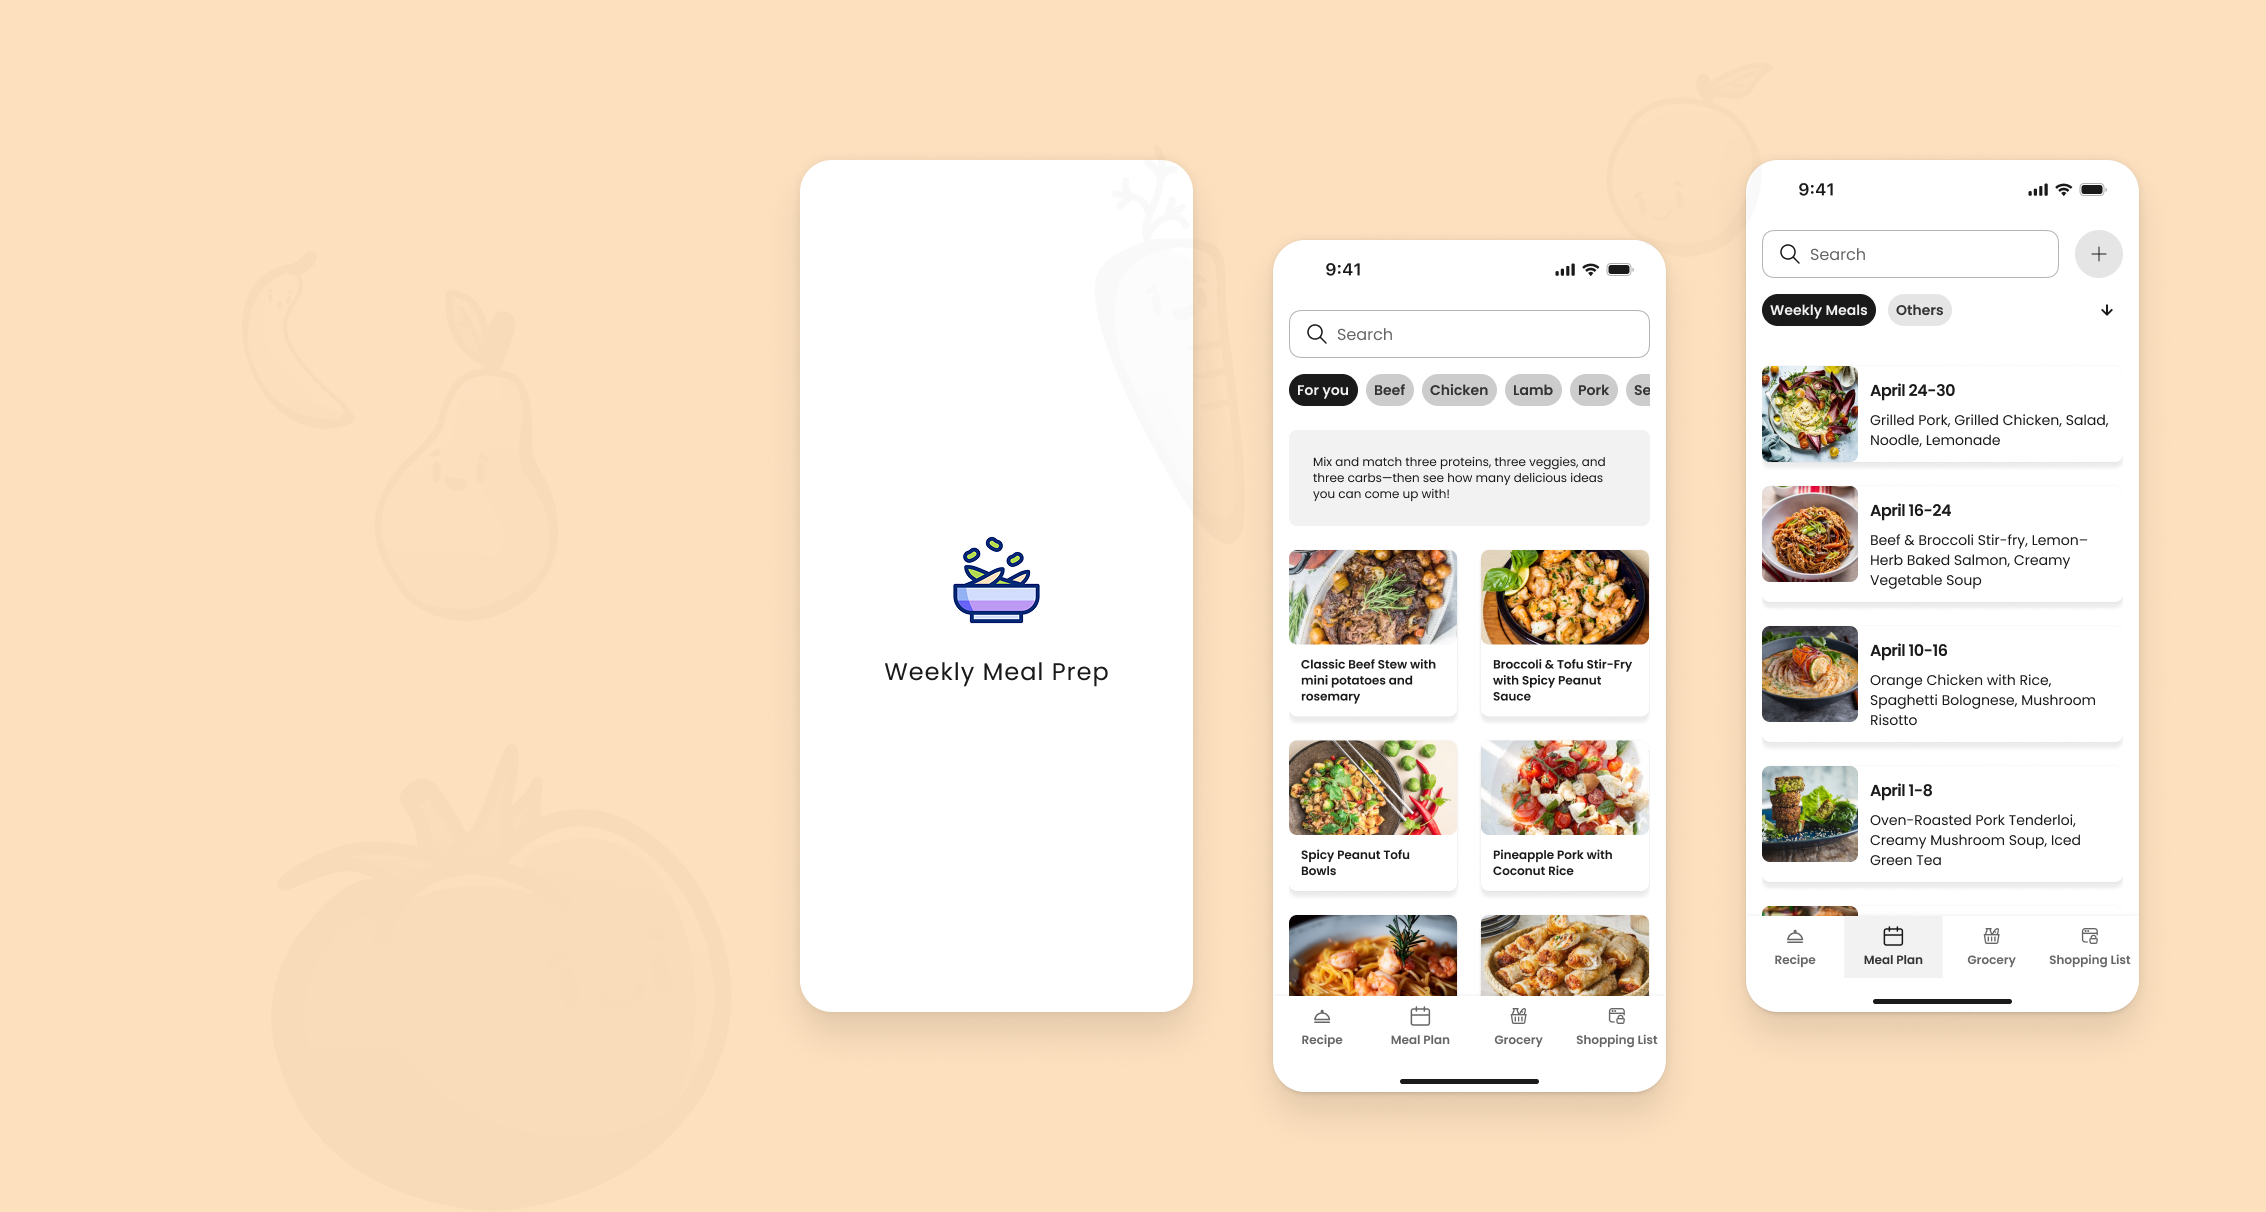 Weekly Meal Prep
9:41
Search
For you
Beef
Chicken
Lamb
Pork
Se
Mix and match three proteins, three veggies, and
three carbs—then see how many delicious ideas
you can come up with!
Classic Beef Stew with
mini potatoes and
rosemary
Broccoli & Tofu Stir-Fry
with Spicy Peanut
Sauce
Spicy Peanut Tofu
Bowls
Pineapple Pork with
Coconut Rice
Recipe
Meal Plan
Grocery
Shopping List
9:41
Search
Weekly Meals
Others
April 24-30
Grilled Pork, Grilled Chicken, Salad,
Noodle, Lemonade
April 16-24
Beef & Broccoli Stir-fry, Lemon–
Herb Baked Salmon, Creamy
Vegetable Soup
April 10-16
Orange Chicken with Rice,
Spaghetti Bolognese, Mushroom
Risotto
April 1-8
Oven-Roasted Pork Tenderloi,
Creamy Mushroom Soup, Iced
Green Tea
Recipe
Meal Plan
Grocery
Shopping List